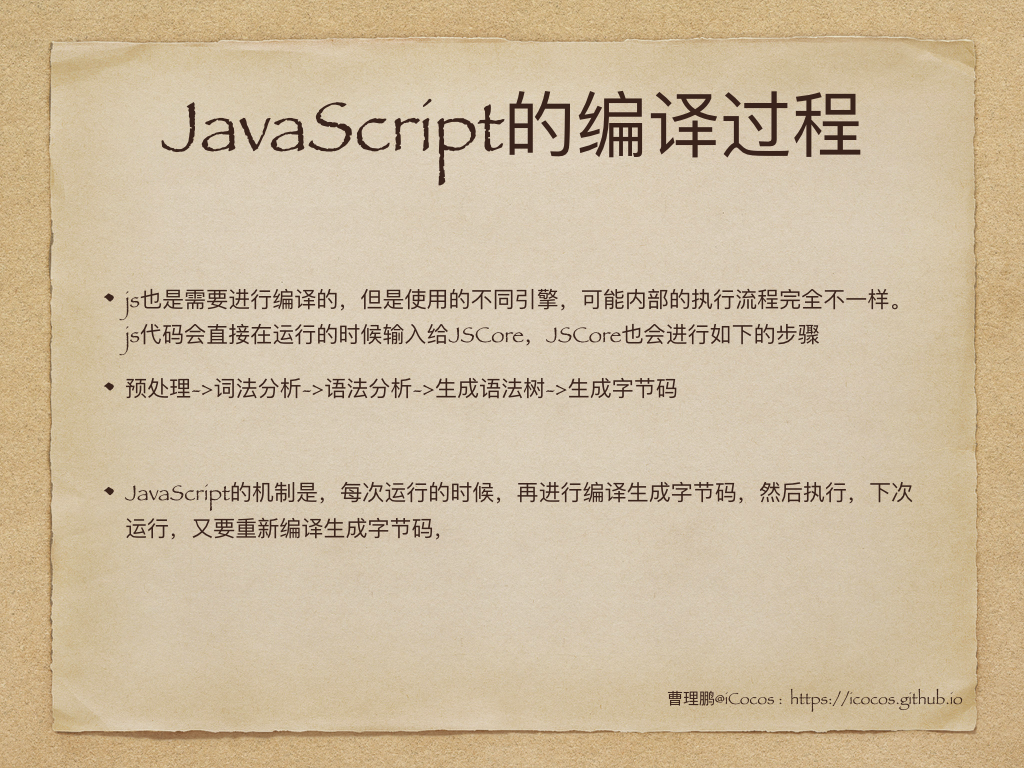 JavaScript的编译过程
js也是需要进行编译的，但是使用的不同引擎，可能内部的执行流程完全不一样。
js代码会直接在运行的时候输入给JSCore，JSCore也会进行如下的步骤
预处理->词法分析->语法分析->生成语法树->生成字节码
JavaScript的机制是，每次运行的时候，再进行编译生成字节码，然后执行，下次
运行，又要重新编译生成字节码，
曹理鹏@iCocos : https://icocos.github.io